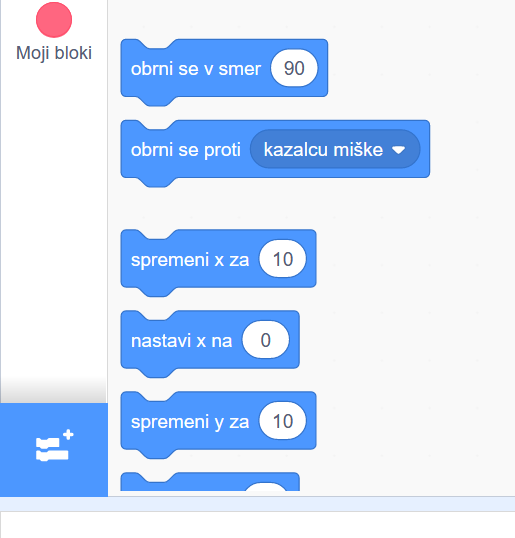 Moji bloki
obrni se v smer 90
obrni se proti kazalcu miške
spremeni x za 10
nastavi x na 0
spremeni y za 10